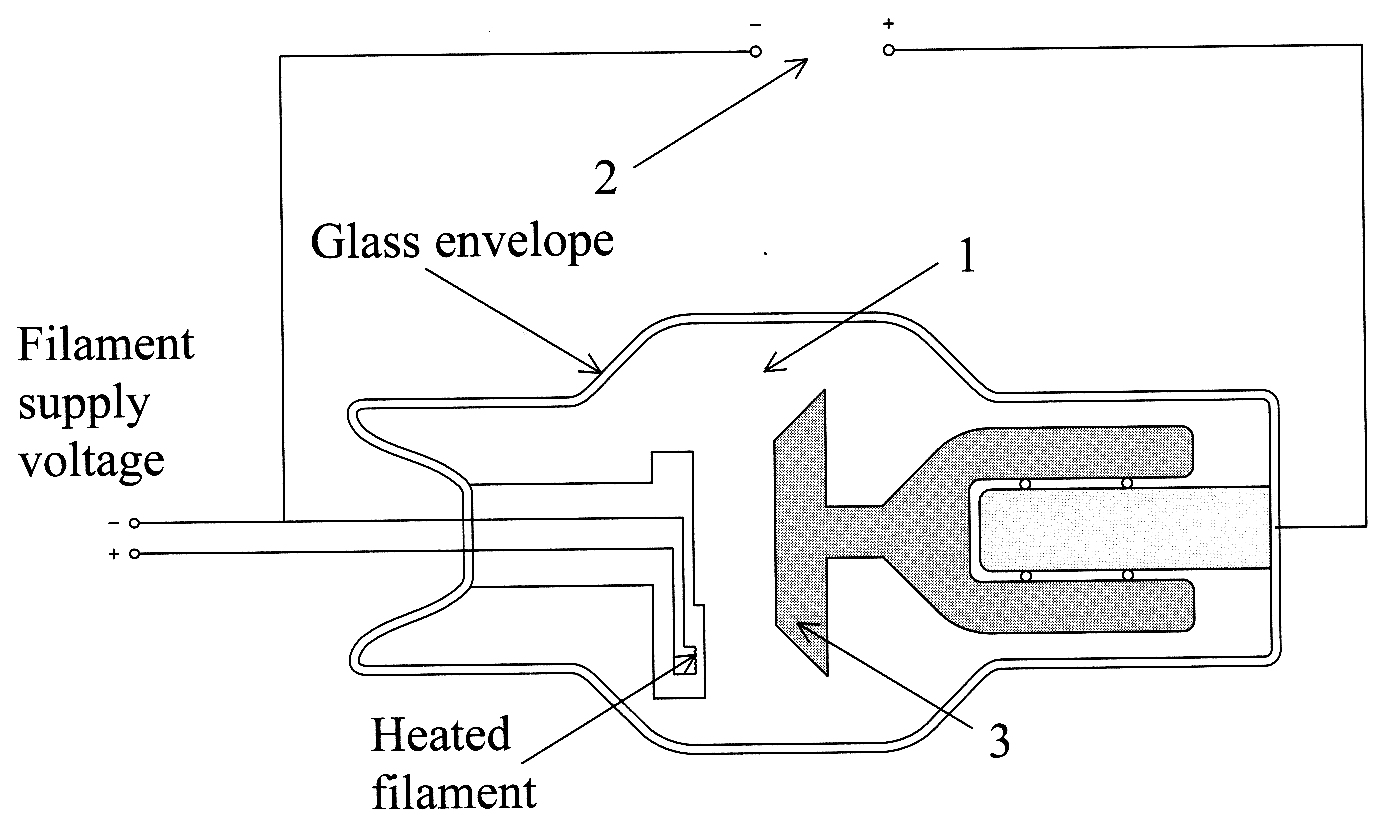 - +
2
Glass envelope
1
Filament
supply
voltage
-
+
Heated
filament
3